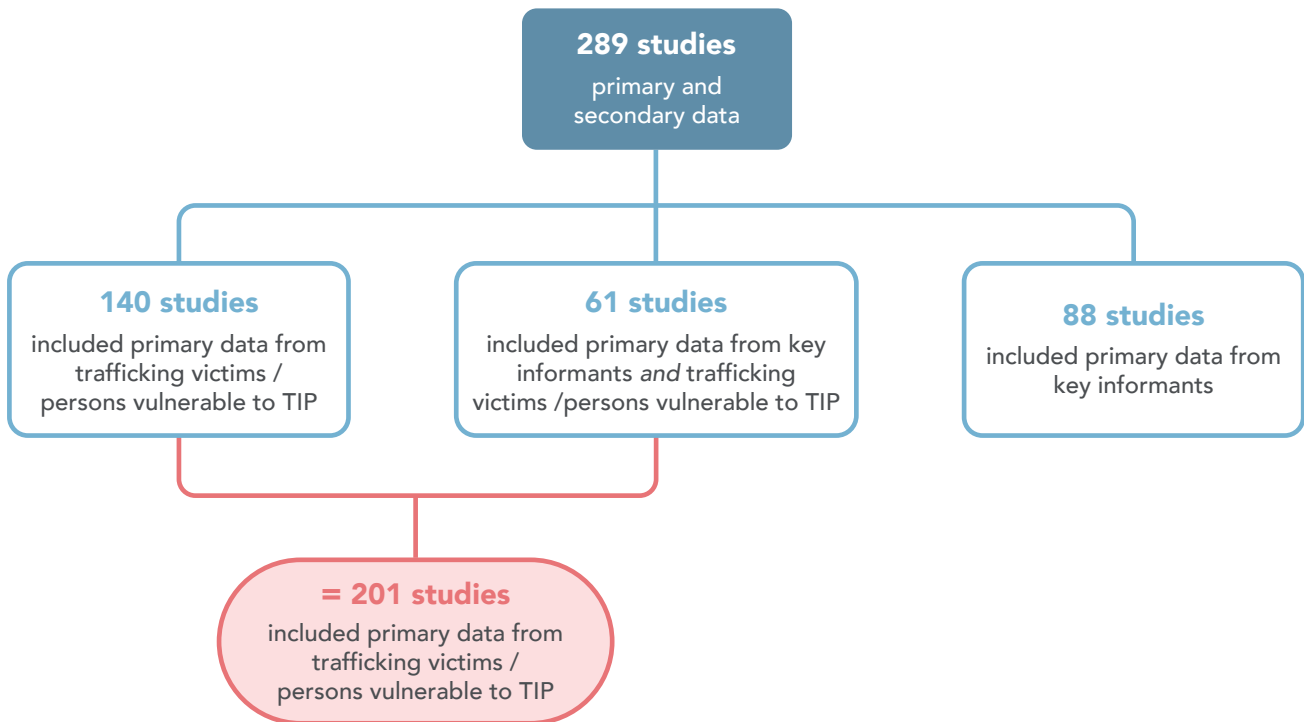 289 studies
primary and
secondary data
140 studies
included primary data from
trafficking victims /
persons vulnerable to TIP
61 studies
included primary data from key
informants and trafficking
victims /persons vulnerable to TIP
88 studies
included primary data from
key informants
= 201 studies
included primary data from
trafficking victims /
persons vulnerable to TIP